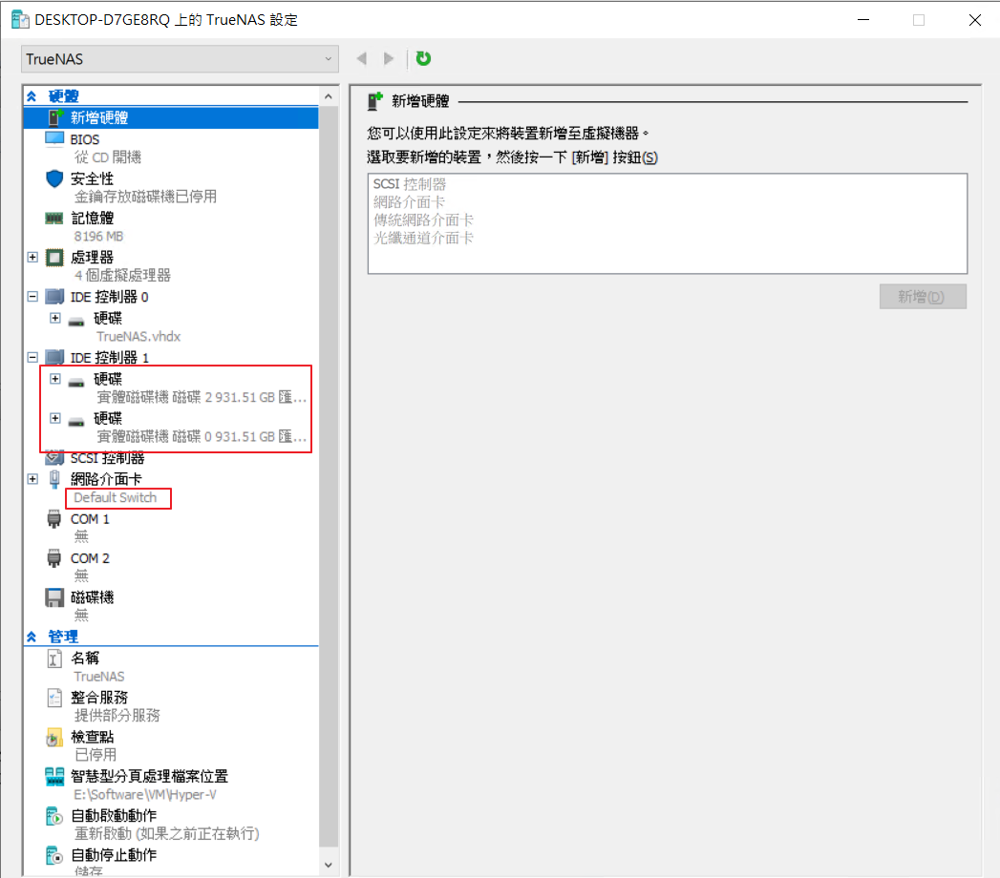 DESKTOP-D7GE8RQ 上的 TrueNAS 設定
TrueNAS
硬體
新增硬體
BIOS
從 CD 開機
安全性
金鑰存放磁碟機已停用
記憶體
8196 MB
處理器
4 個虛擬處理器
IDE 控制器 0
硬碟
TrueNAS.vhdx
IDE 控制器 1
硬碟
實體磁碟機 磁碟 2 931.51 GB 匯...
硬碟
實體磁碟機 磁碟 0 931.51 GB 匯...
SCSI 控制器
網路介面卡
Default Switch
COM 1
無
COM 2
無
磁碟機
無
管理
名稱
TrueNAS
整合服務
提供部分服務
檢查點
已停用
智慧型分頁處理檔案位置
E:\Software\VM\Hyper-V
自動啟動動作
重新啟動 (如果之前正在執行)
自動停止動作
儲存
新增硬體
您可以使用此設定來將裝置新增至虛擬機器。
選取要新增的裝置，然後按一下 [新增] 按鈕(S)
SCSI 控制器
網路介面卡
傳統網路介面卡
光纖通道介面卡
新增(D)